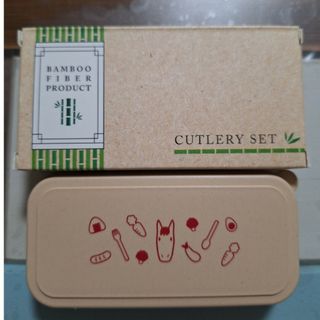 BAMBOO
FIBER
PRODUCT
CUTLERY SET